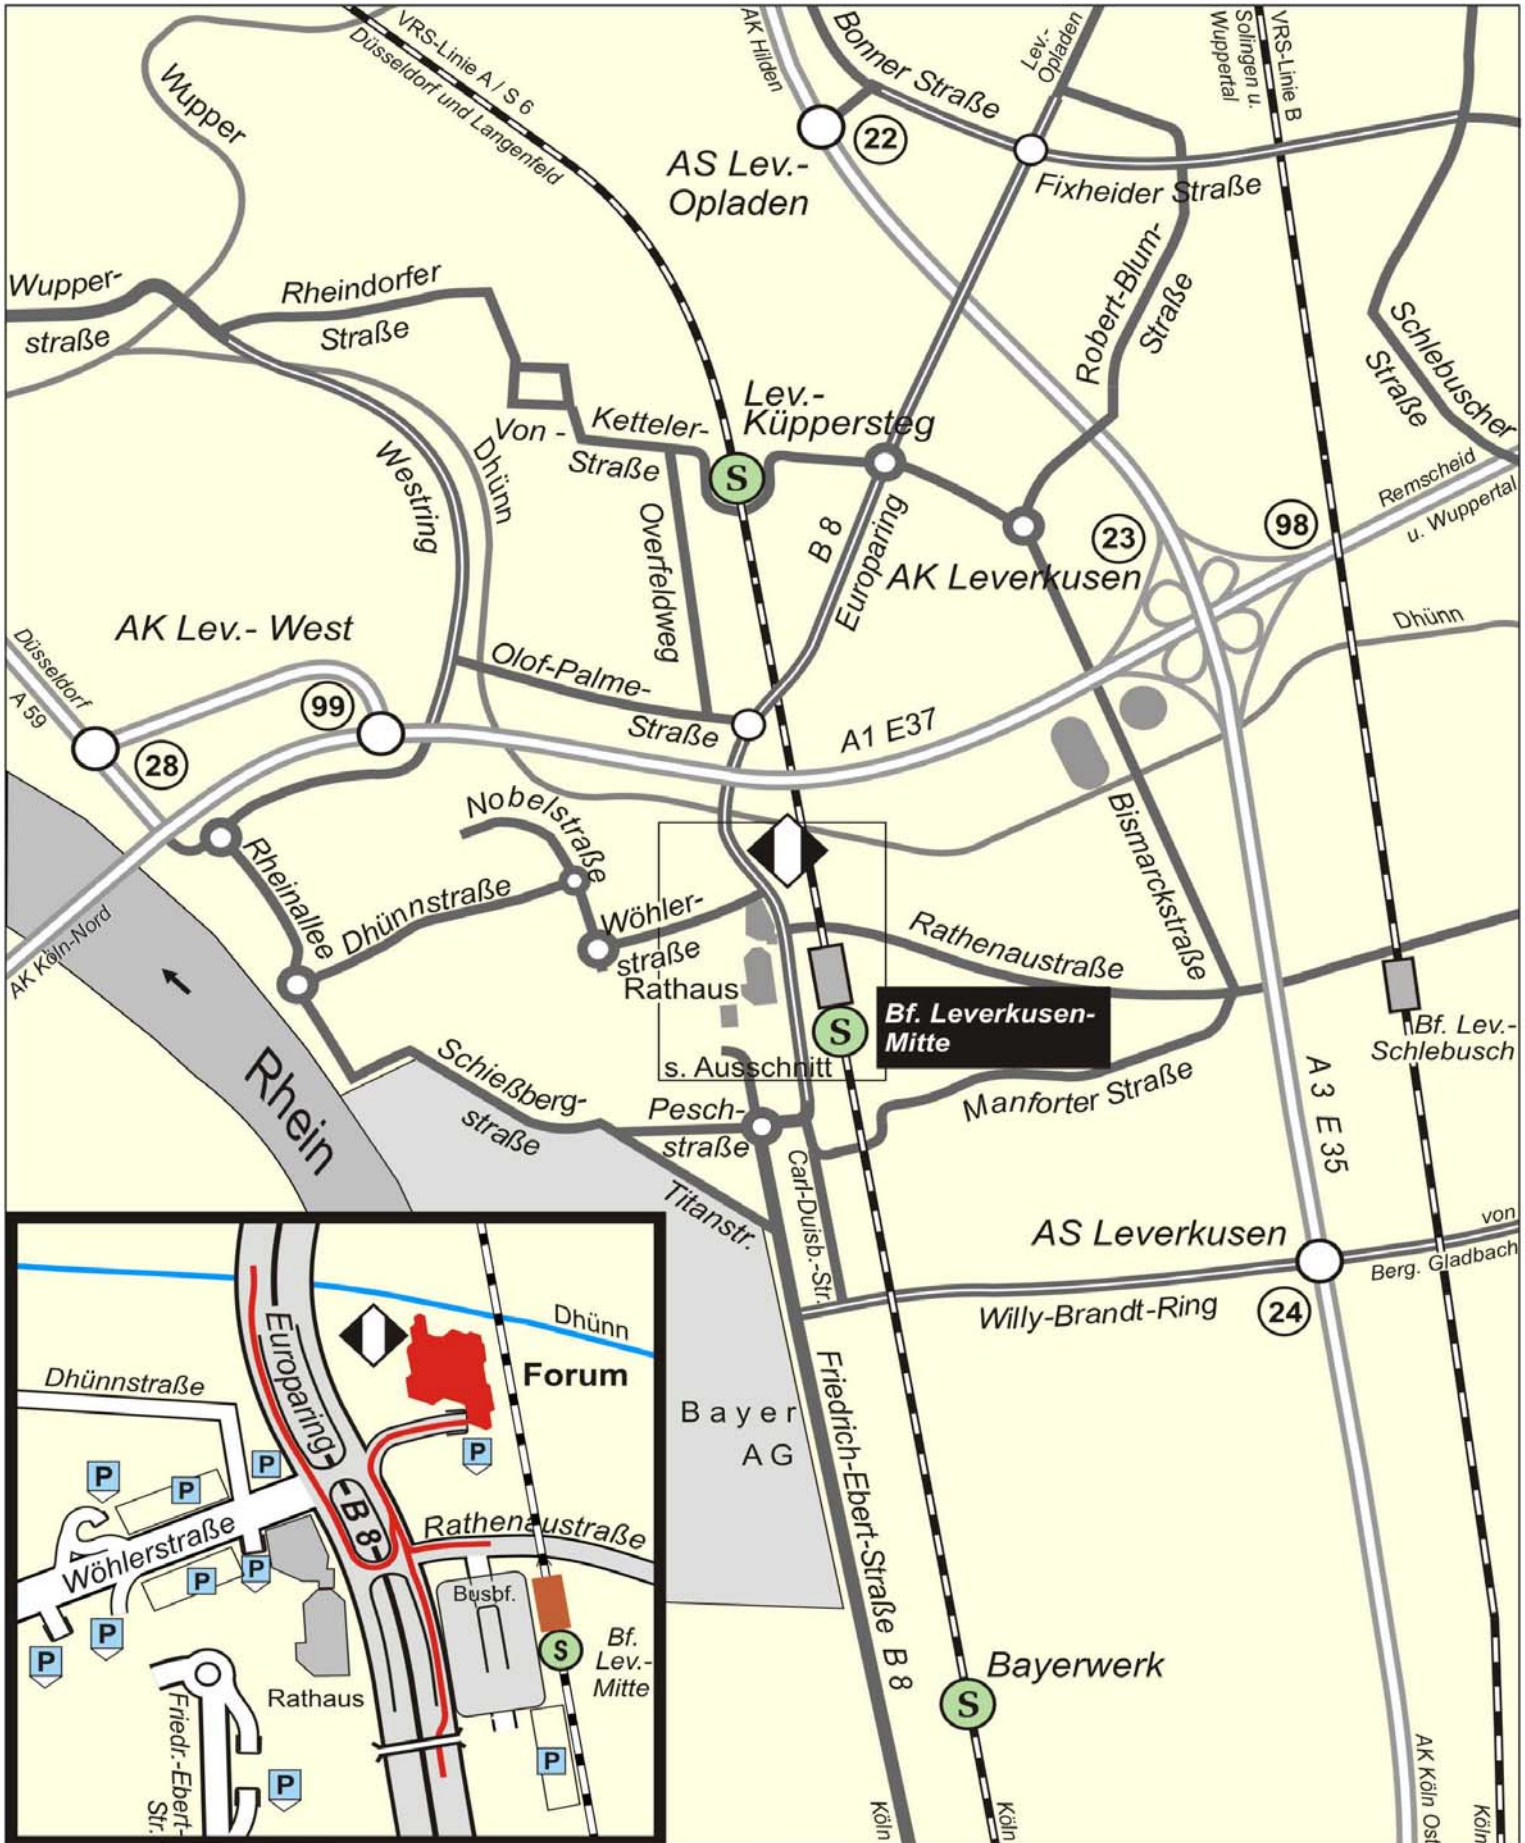 VRS-Linie A / S 6
Düsseldorf und Langenfeld
Wupper
AK Hilden
Bonner Straße
Lev.-
Opladen
Solingen u.
Wuppertal
VRS-Linie B
22
AS Lev.-
Opladen
Fixheider Straße
Wupper-
straße
Rheindorfer
Straße
Robert-Blum-
Straße
Schlebuscher
Straße
Lev.-
Küppersteg
Von -
Ketteler-
Straße
S
Westring
Dhünn
Overfeldweg
B 8
Europaring
23
98
Remscheid
u. Wuppertal
AK Leverkusen
Dhünn
AK Lev.- West
Düsseldorf
A 59
99
28
Olof-Palme-
Straße
A1 E37
Nobelstraße
Rheinallee
Dhünnstraße
Wöhler-
straße
Rathaus
Bismarckstraße
Rathenaustraße
AK Köln-Nord
S
Bf. Leverkusen-
Mitte
s. Ausschnitt
Bf. Lev.-
Schlebusch
Rhein
Schießberg-
straße
Pesch-
straße
Manforter Straße
A 3 E 35
Titanstr.
Carl-Duisb.-Str.
AS Leverkusen
24
von
Berg. Gladbach
Willy-Brandt-Ring
Bayer
AG
Friedrich-Ebert-Straße B 8
Bayerwerk
S
Köln
Köln
AK Köln Ost
Köln
Dhünn
Forum
Europaring
B 8
Dhünnstraße
P
P
P
P
Wöhlerstraße
P
P
P
P
Rathenaustraße
Busbf.
S
Bf.
Lev.-
Mitte
Rathaus
Friedr.-Ebert-
Str.
P
P